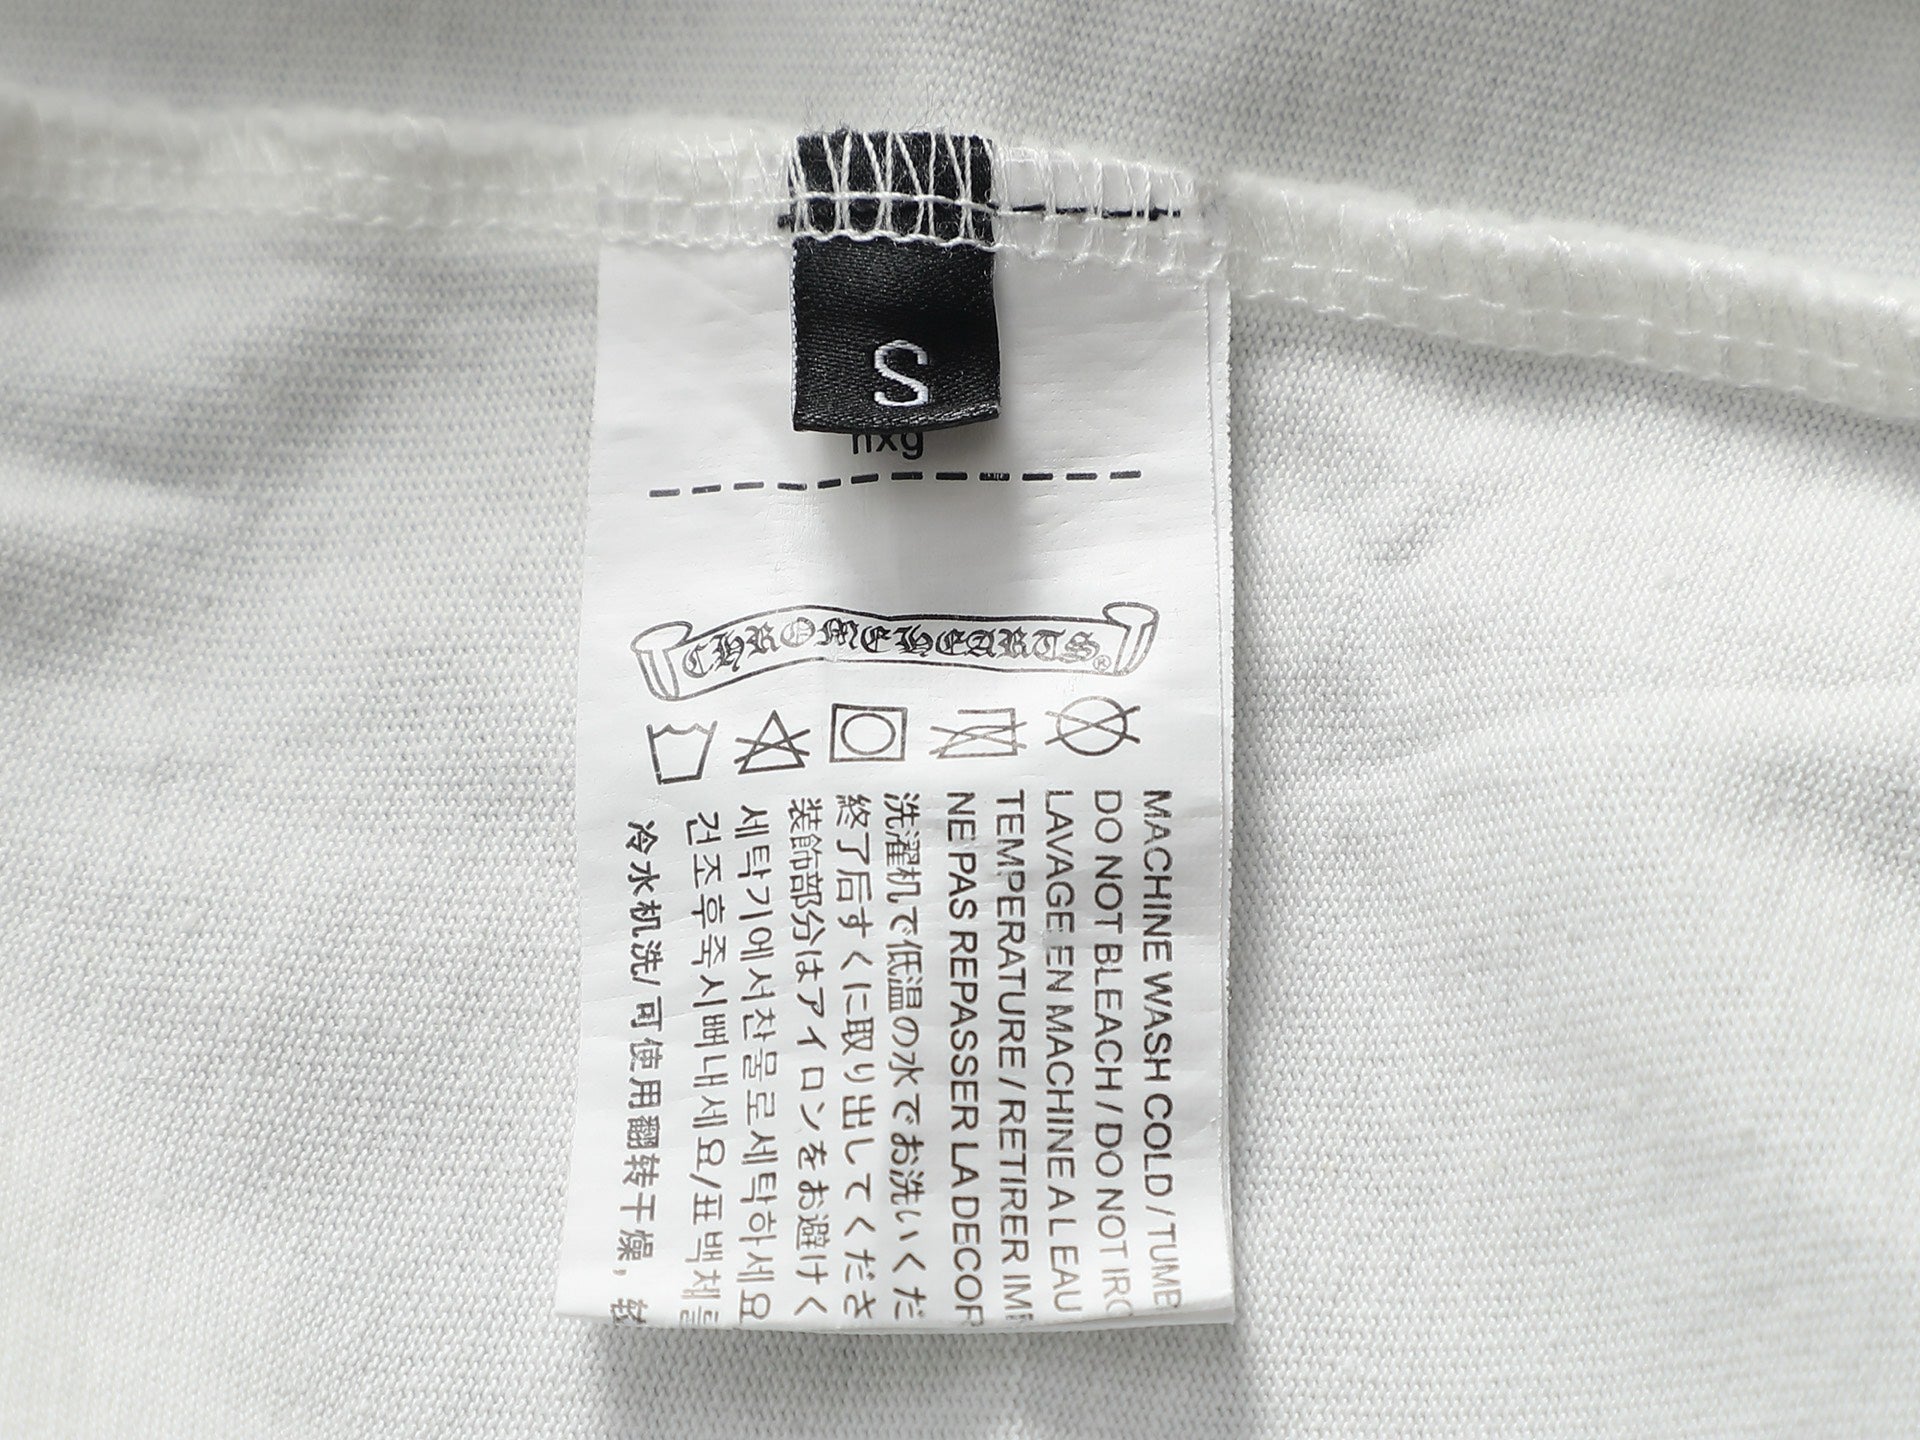 S
CHROMEHEARTS®
MACHINE WASH COLD / TUMB
DO NOT BLEACH / DO NOT IRO
LAVAGE EN MACHINE A L EAU
TEMPERATURE / RETIRER IM
NE PAS REPASSER LA DECOR
洗濯机で低温の水でお洗いくだ
終了后すくに取り出してくださ
装飾部分はアイロンをお避けく
세탁기에서찬물로세탁하세요
건조후즉시빼내세요/표백제를
冷水机洗/可使用翻转干燥，